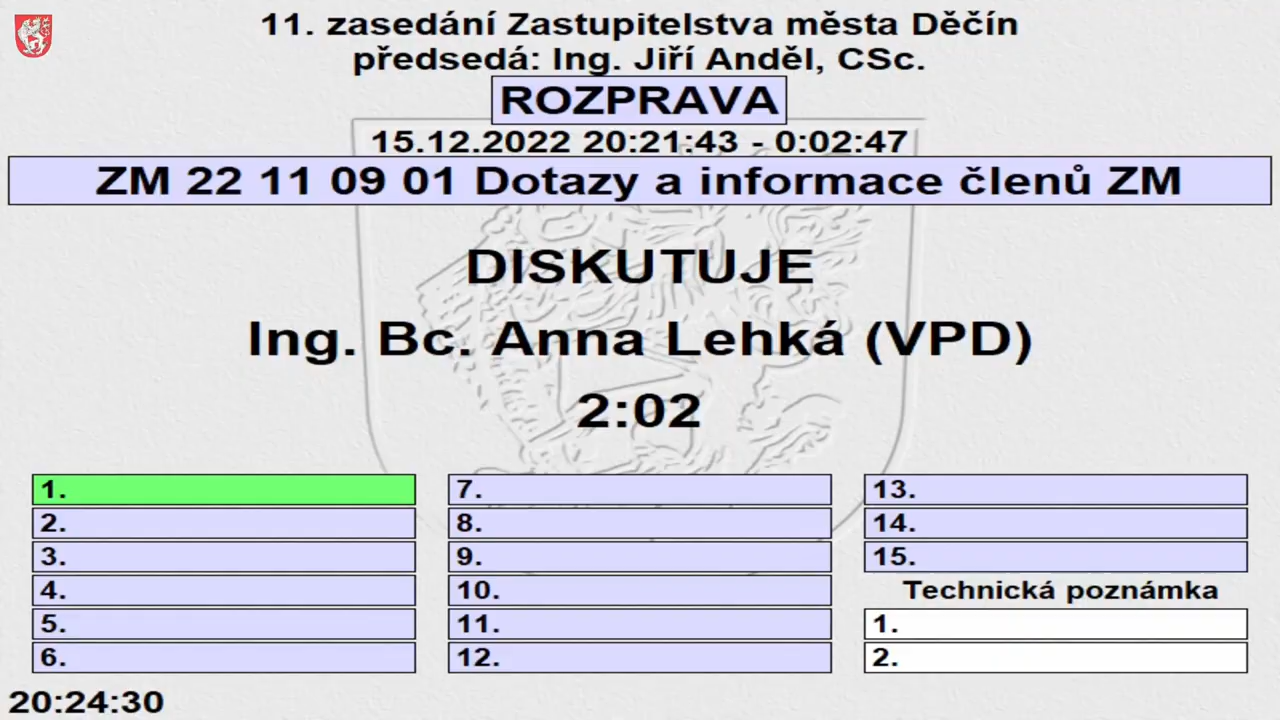 11. zasedání Zastupitelstva města Děčín
předsedá: Ing. Jiří Anděl, CSc.
ROZPRAVA
15.12.2022 20:21:43 - 0:02:47
ZM 22 11 09 01 Dotazy a informace členů ZM
DISKUTUJE
Ing. Bc. Anna Lehká (VPD)
2:02
1.
2.
3.
4.
5.
6.
7.
8.
9.
10.
11.
12.
13.
14.
15.
Technická poznámka
1.
2.
20:24:30